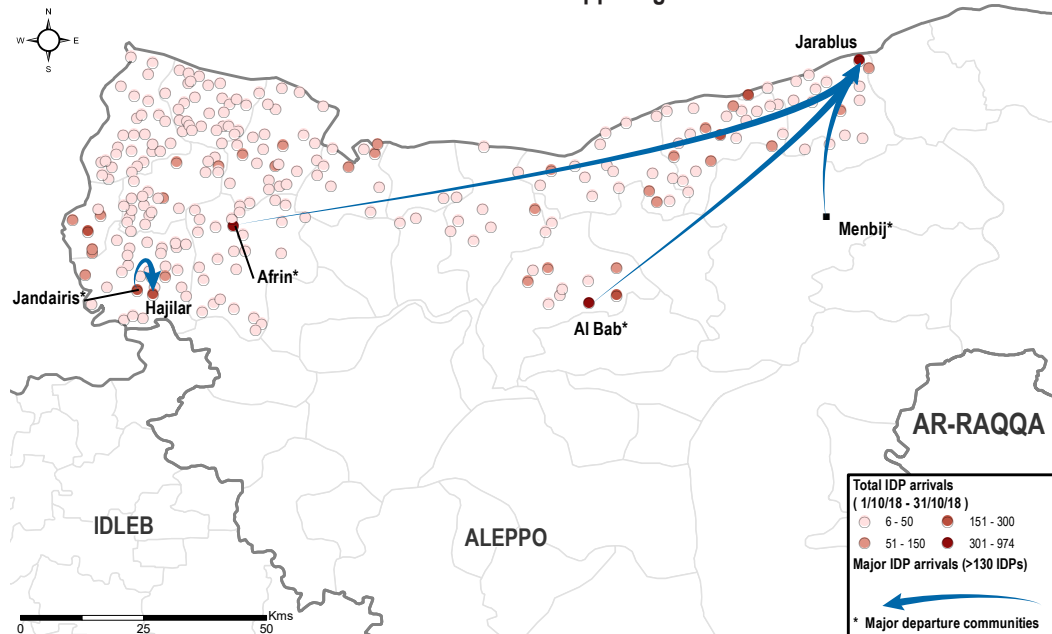 N
W E
S
Jarablus
Menbij*
Afrin*
Jandairis*
Hajilar
Al Bab*
AR-RAQQA
IDLEB
ALEPPO
Total IDP arrivals
( 1/10/18 - 31/10/18 )
6 - 50 151 - 300
51 - 150 301 - 974
Major IDP arrivals (>130 IDPs)
* Major departure communities
Kms
0 25 50